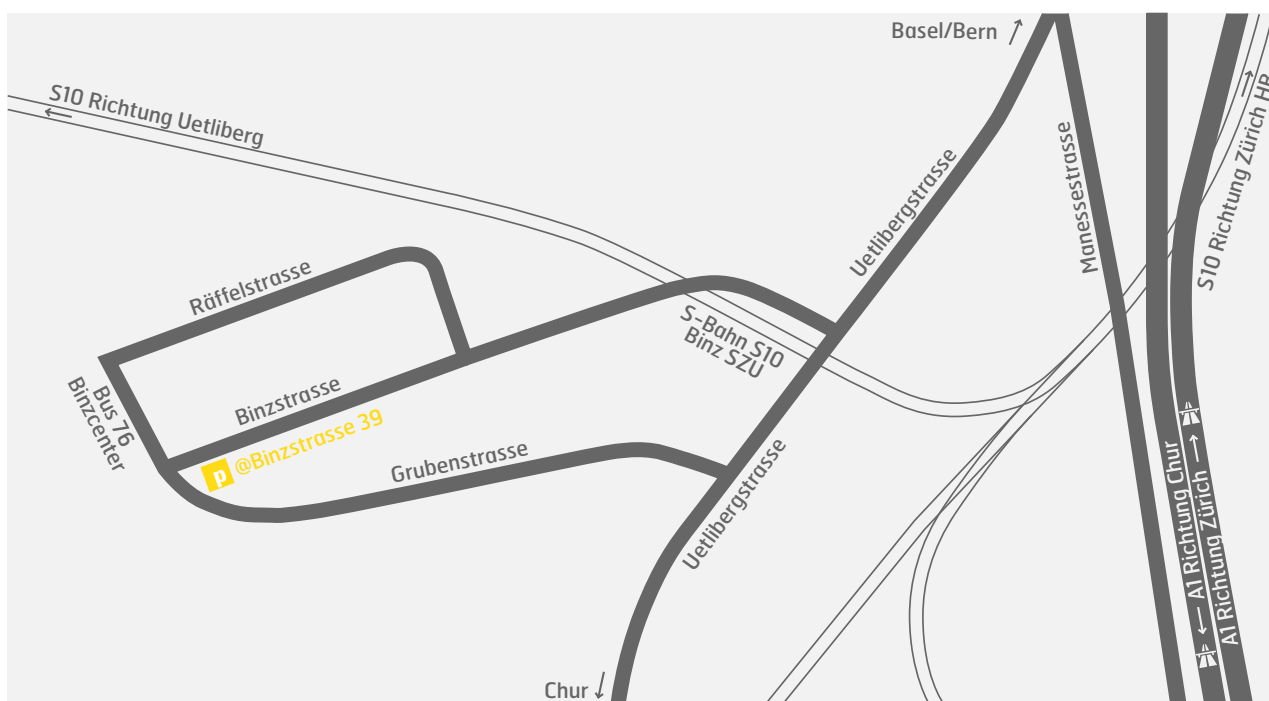 Basel/Bern
S10 Richtung Uetliberg
Manessestrasse
S10 Richtung Zürich HB
Uetlibergstrasse
Räffelstrasse
S-Bahn S10
Binz SZU
Bus 76
Binzcenter
Binzstrasse
p @Binzstrasse 39
Grubenstrasse
Uetlibergstrasse
A1 Richtung Chur
A1 Richtung Zürich
Chur